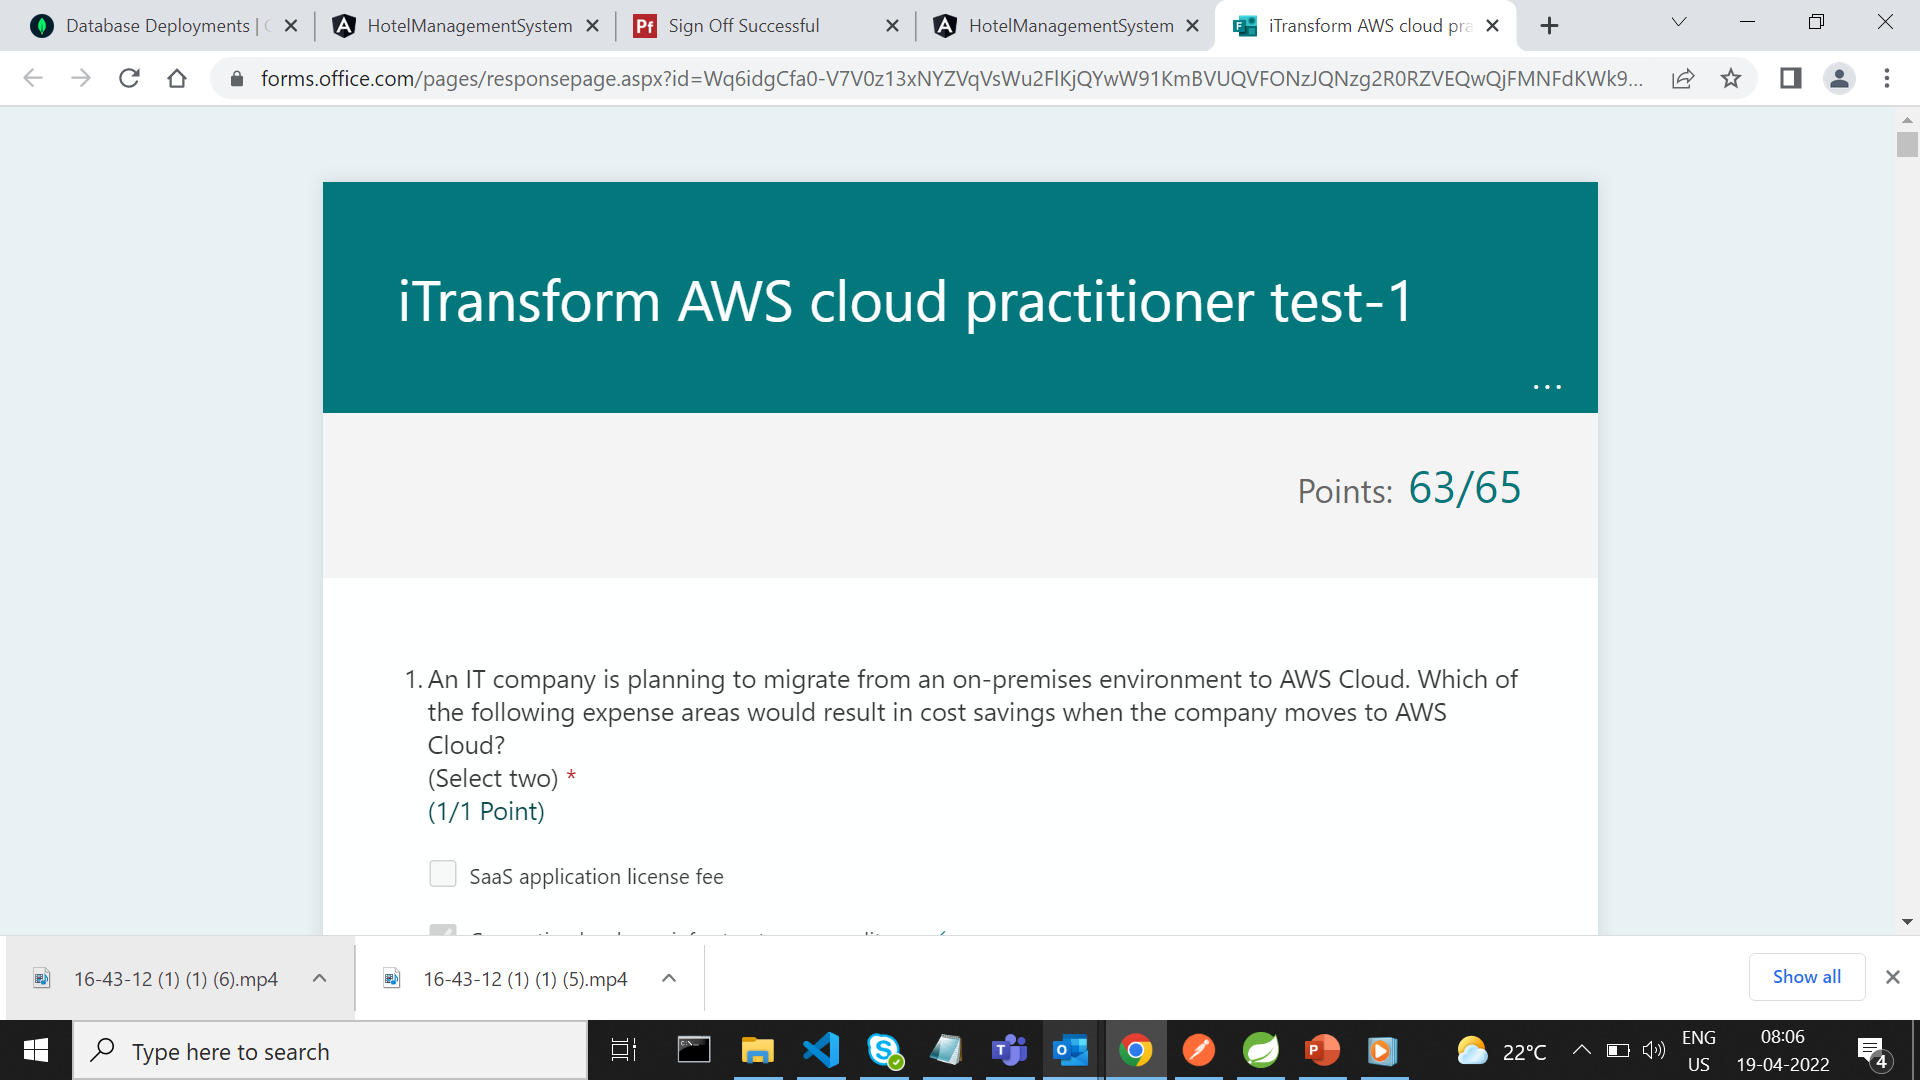 Database Deployments |
HotelManagementSystem
Sign Off Successful
HotelManagementSystem
iTransform AWS cloud pra
forms.office.com/pages/responsepage.aspx?id=Wq6idgCfa0-V7V0z13xNYZVqVsWu2FlKjQYwW91KmBVUQVFONzJQNzg2R0RZVEQwQjFMNFdKWk9...
iTransform AWS cloud practitioner test-1
...
Points: 63/65
1. An IT company is planning to migrate from an on-premises environment to AWS Cloud. Which of
the following expense areas would result in cost savings when the company moves to AWS
Cloud?
(Select two) *
(1/1 Point)
SaaS application license fee
16-43-12 (1) (1) (6).mp4
16-43-12 (1) (1) (5).mp4
Show all
Type here to search
22°C
ENG
US
08:06
19-04-2022
4